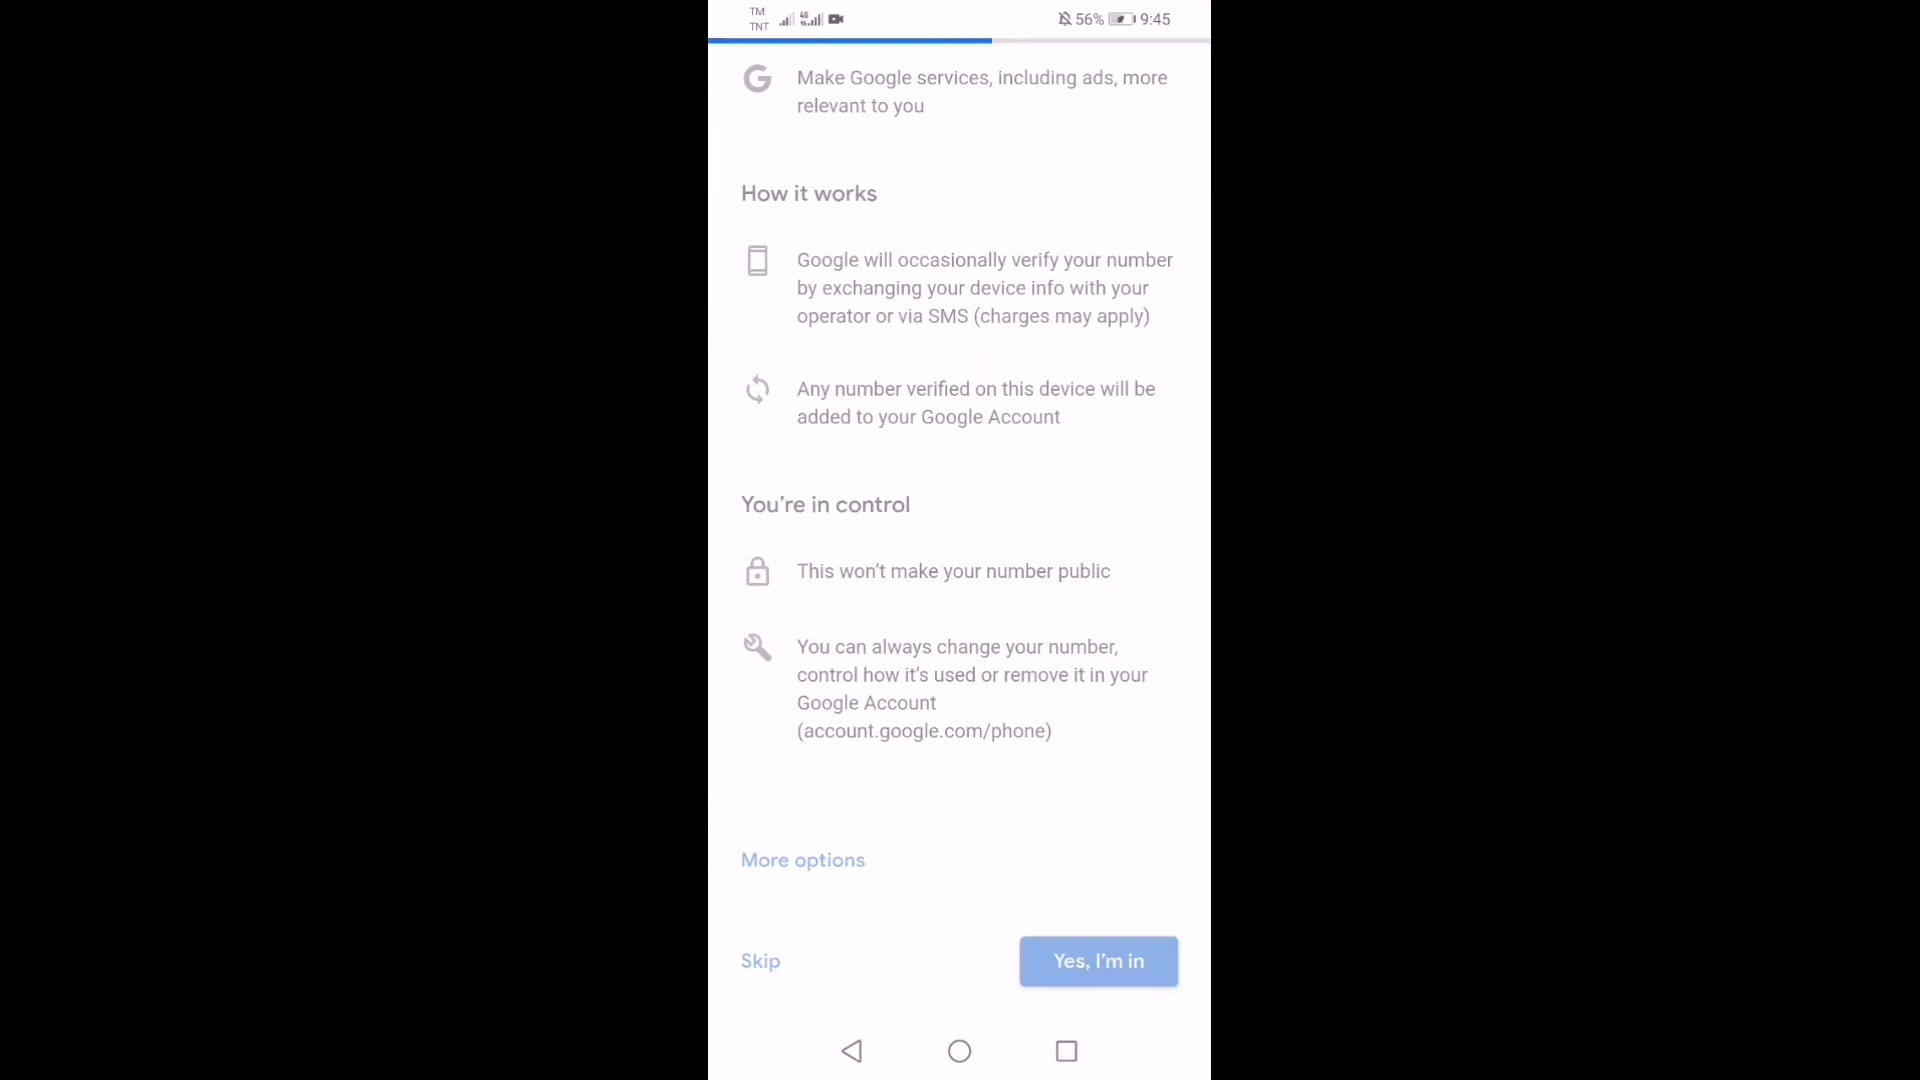 TM
TNT
4G
56%
9:45
G
Make Google services, including ads, more
relevant to you
How it works
Google will occasionally verify your number
by exchanging your device info with your
operator or via SMS (charges may apply)
Any number verified on this device will be
added to your Google Account
You’re in control
This won’t make your number public
You can always change your number,
control how it’s used or remove it in your
Google Account
(account.google.com/phone)
More options
Skip
Yes, I’m in